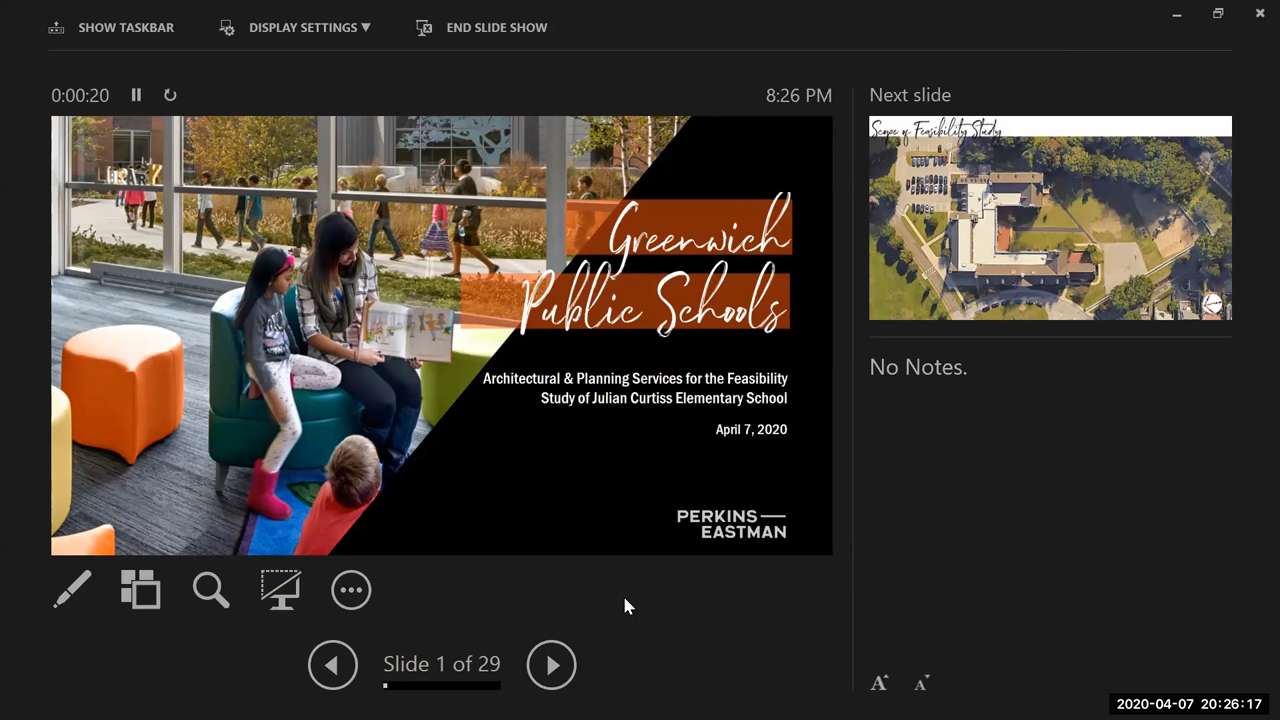 SHOW TASKBAR
DISPLAY SETTINGS
END SLIDE SHOW
0:00:20
8:26 PM
Next slide
Scope of Feasibility Study
LIBRARY
Greenwich
Public Schools
Architectural & Planning Services for the Feasibility
Study of Julian Curtiss Elementary School
April 7, 2020
PERKINS
EASTMAN
No Notes.
Slide 1 of 29
A A
2020-04-07 20:26:17